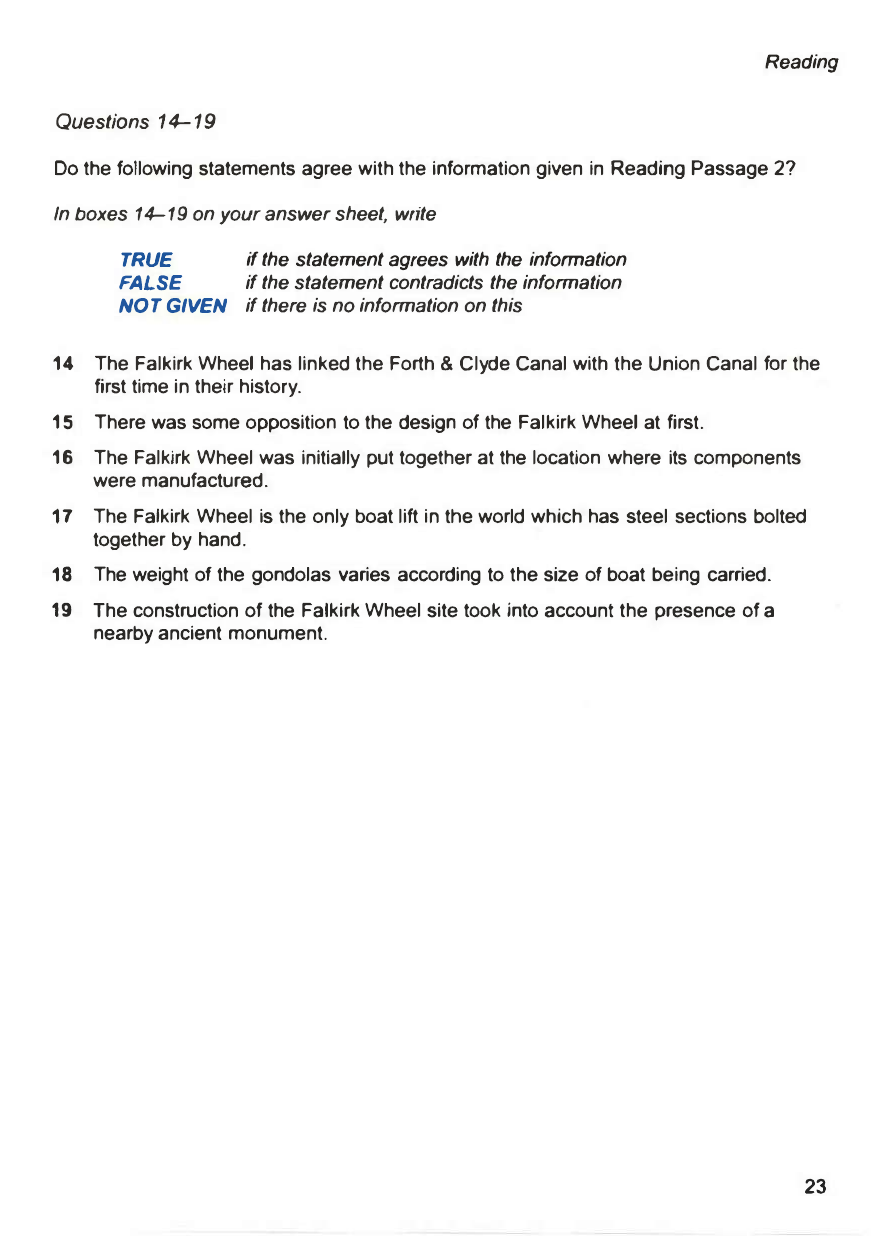 Reading
Questions 14–19
Do the following statements agree with the information given in Reading Passage 2?
In boxes 14–19 on your answer sheet, write
TRUE if the statement agrees with the information
FALSE if the statement contradicts the information
NOT GIVEN if there is no information on this
14 The Falkirk Wheel has linked the Forth & Clyde Canal with the Union Canal for the
first time in their history.
15 There was some opposition to the design of the Falkirk Wheel at first.
16 The Falkirk Wheel was initially put together at the location where its components
were manufactured.
17 The Falkirk Wheel is the only boat lift in the world which has steel sections bolted
together by hand.
18 The weight of the gondolas varies according to the size of boat being carried.
19 The construction of the Falkirk Wheel site took into account the presence of a
nearby ancient monument.
23